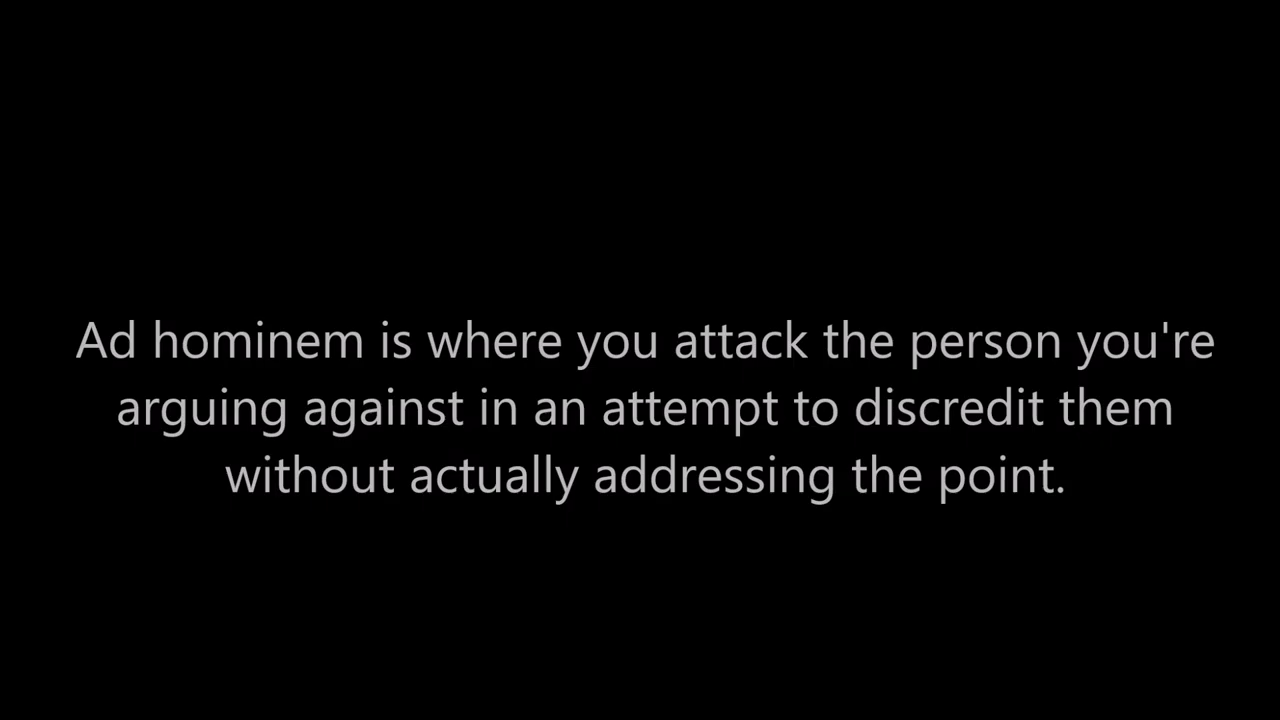 Ad hominem is where you attack the person you're
arguing against in an attempt to discredit them
without actually addressing the point.